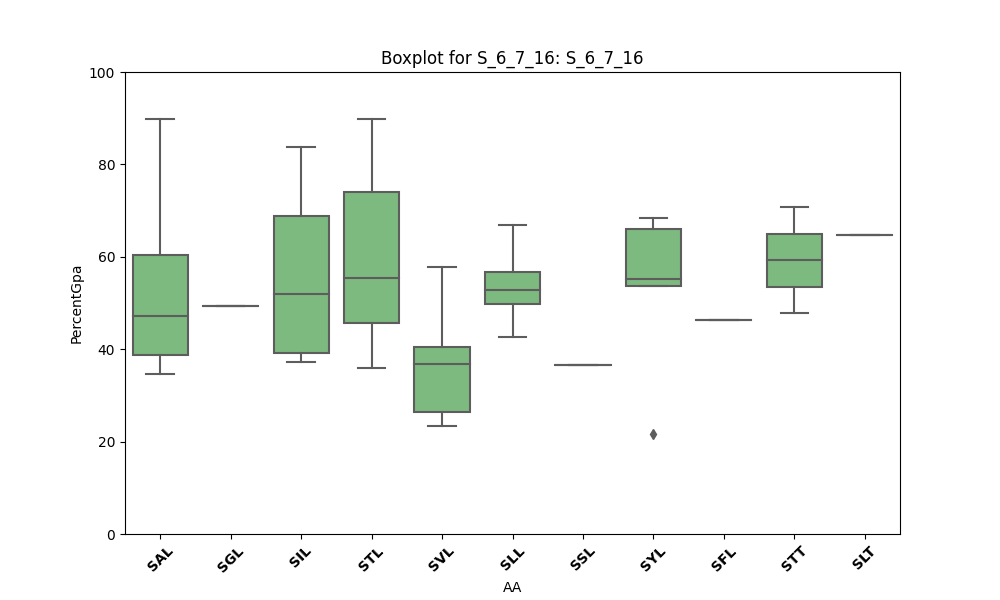 Boxplot for S_6_7_16: S_6_7_16
100
80
60
40
20
0
PercentGpa
SAL SGL SIL STL SVL SLL SSL SYL SFL STT SLT
AA